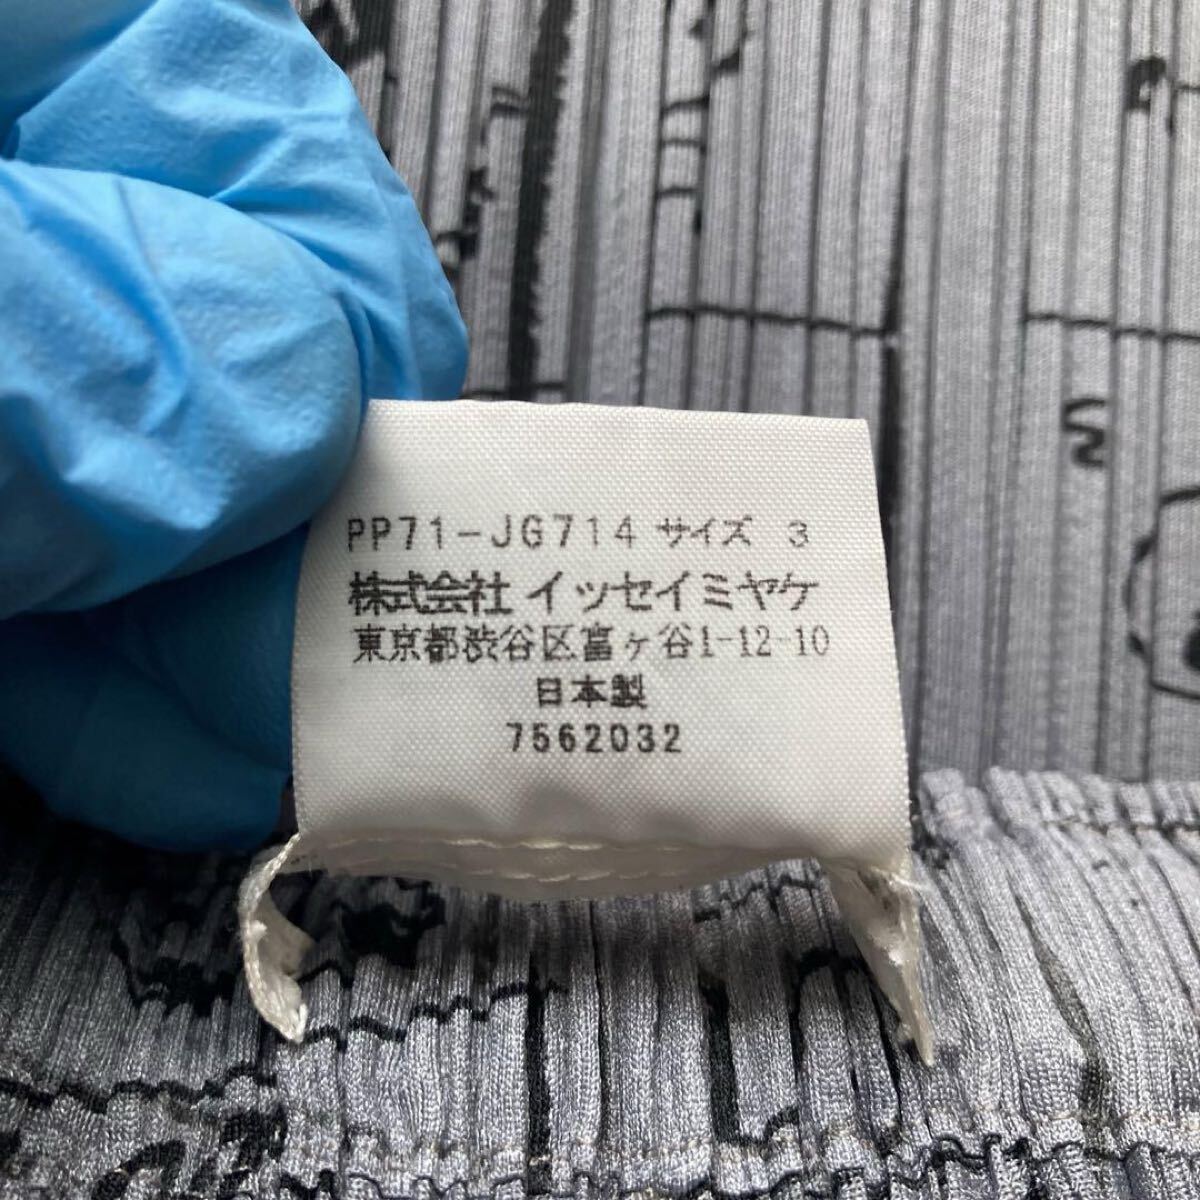 PP71-JG714 サイズ 3
株式会社 イッセイミヤケ
東京都渋谷区富ヶ谷1-12-10
日本製
7562032